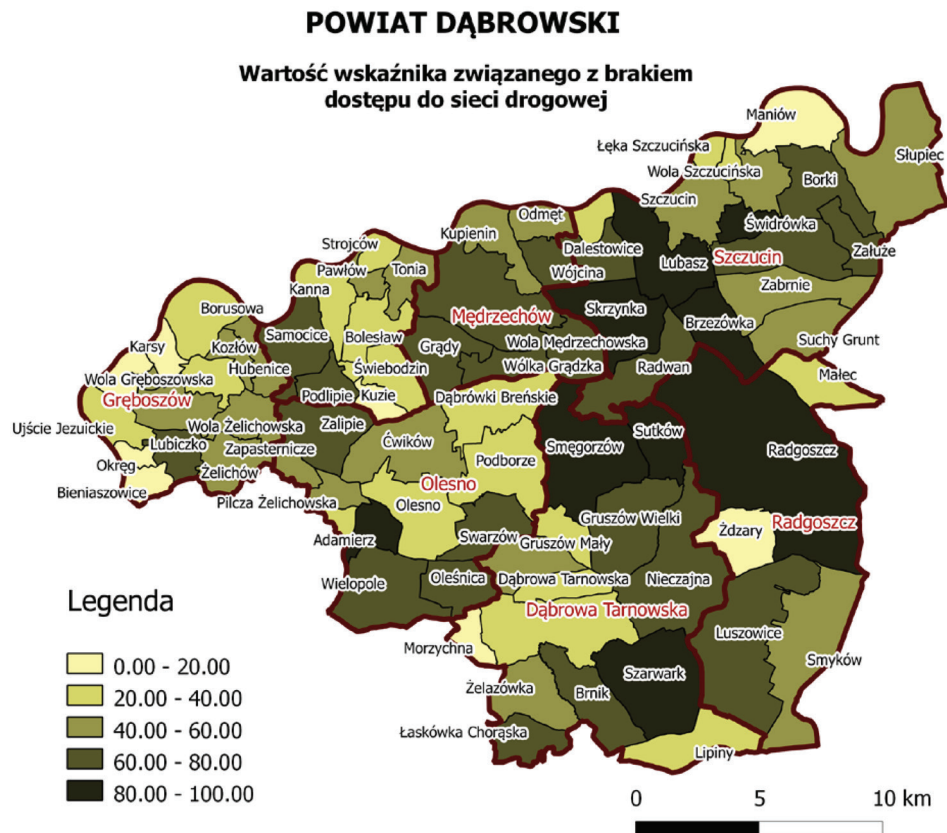 POWIAT DĄBROWSKI
Wartość wskaźnika związanego z brakiem
dostępu do sieci drogowej
Maniów
Łęka Szczucińska
Słupiec
Wola Szczucińska
Borki
Szczucin
Odmęt
Świdrówka
Kupienin
Strojców
Dalestowice
Załuże
Lubasz
Szczucin
Pawłów
Tonia
Wójcina
Kanna
Zabrnie
Borusowa
Skrzynka
Mędrzechów
Brzezówka
Samocice
Bolesław
Suchy Grunt
Karsy
Kozłów
Grądy
Wola Mędrzechowska
Hubenice
Świebodzin
Wólka Grądzka
Radwan
Małec
Wola Gręboszowska
Gręboszów
Podlipie
Kuzie
Dąbrówki Breńskie
Ujście Jezuickie
Wola Żelichowska
Zalipie
Sutków
Lubiczko
Zapasternicze
Ćwików
Smęgorzów
Radgoszcz
Okręg
Żelichów
Podborze
Bieniaszowice
Olesno
Pilcza Żelichowska
Olesno
Gruszów Wielki
Radgoszcz
Żdzary
Adamierz
Swarzów
Gruszów Mały
Wielopole
Oleśnica
Dąbrowa Tarnowska
Nieczajna
Dąbrowa Tarnowska
Luszowice
Morzychna
Smyków
Szarwark
Żelazówka
Brnik
Łaskówka Chorąska
Lipiny
Legenda
0.00 - 20.00
20.00 - 40.00
40.00 - 60.00
60.00 - 80.00
80.00 - 100.00
0 5 10 km